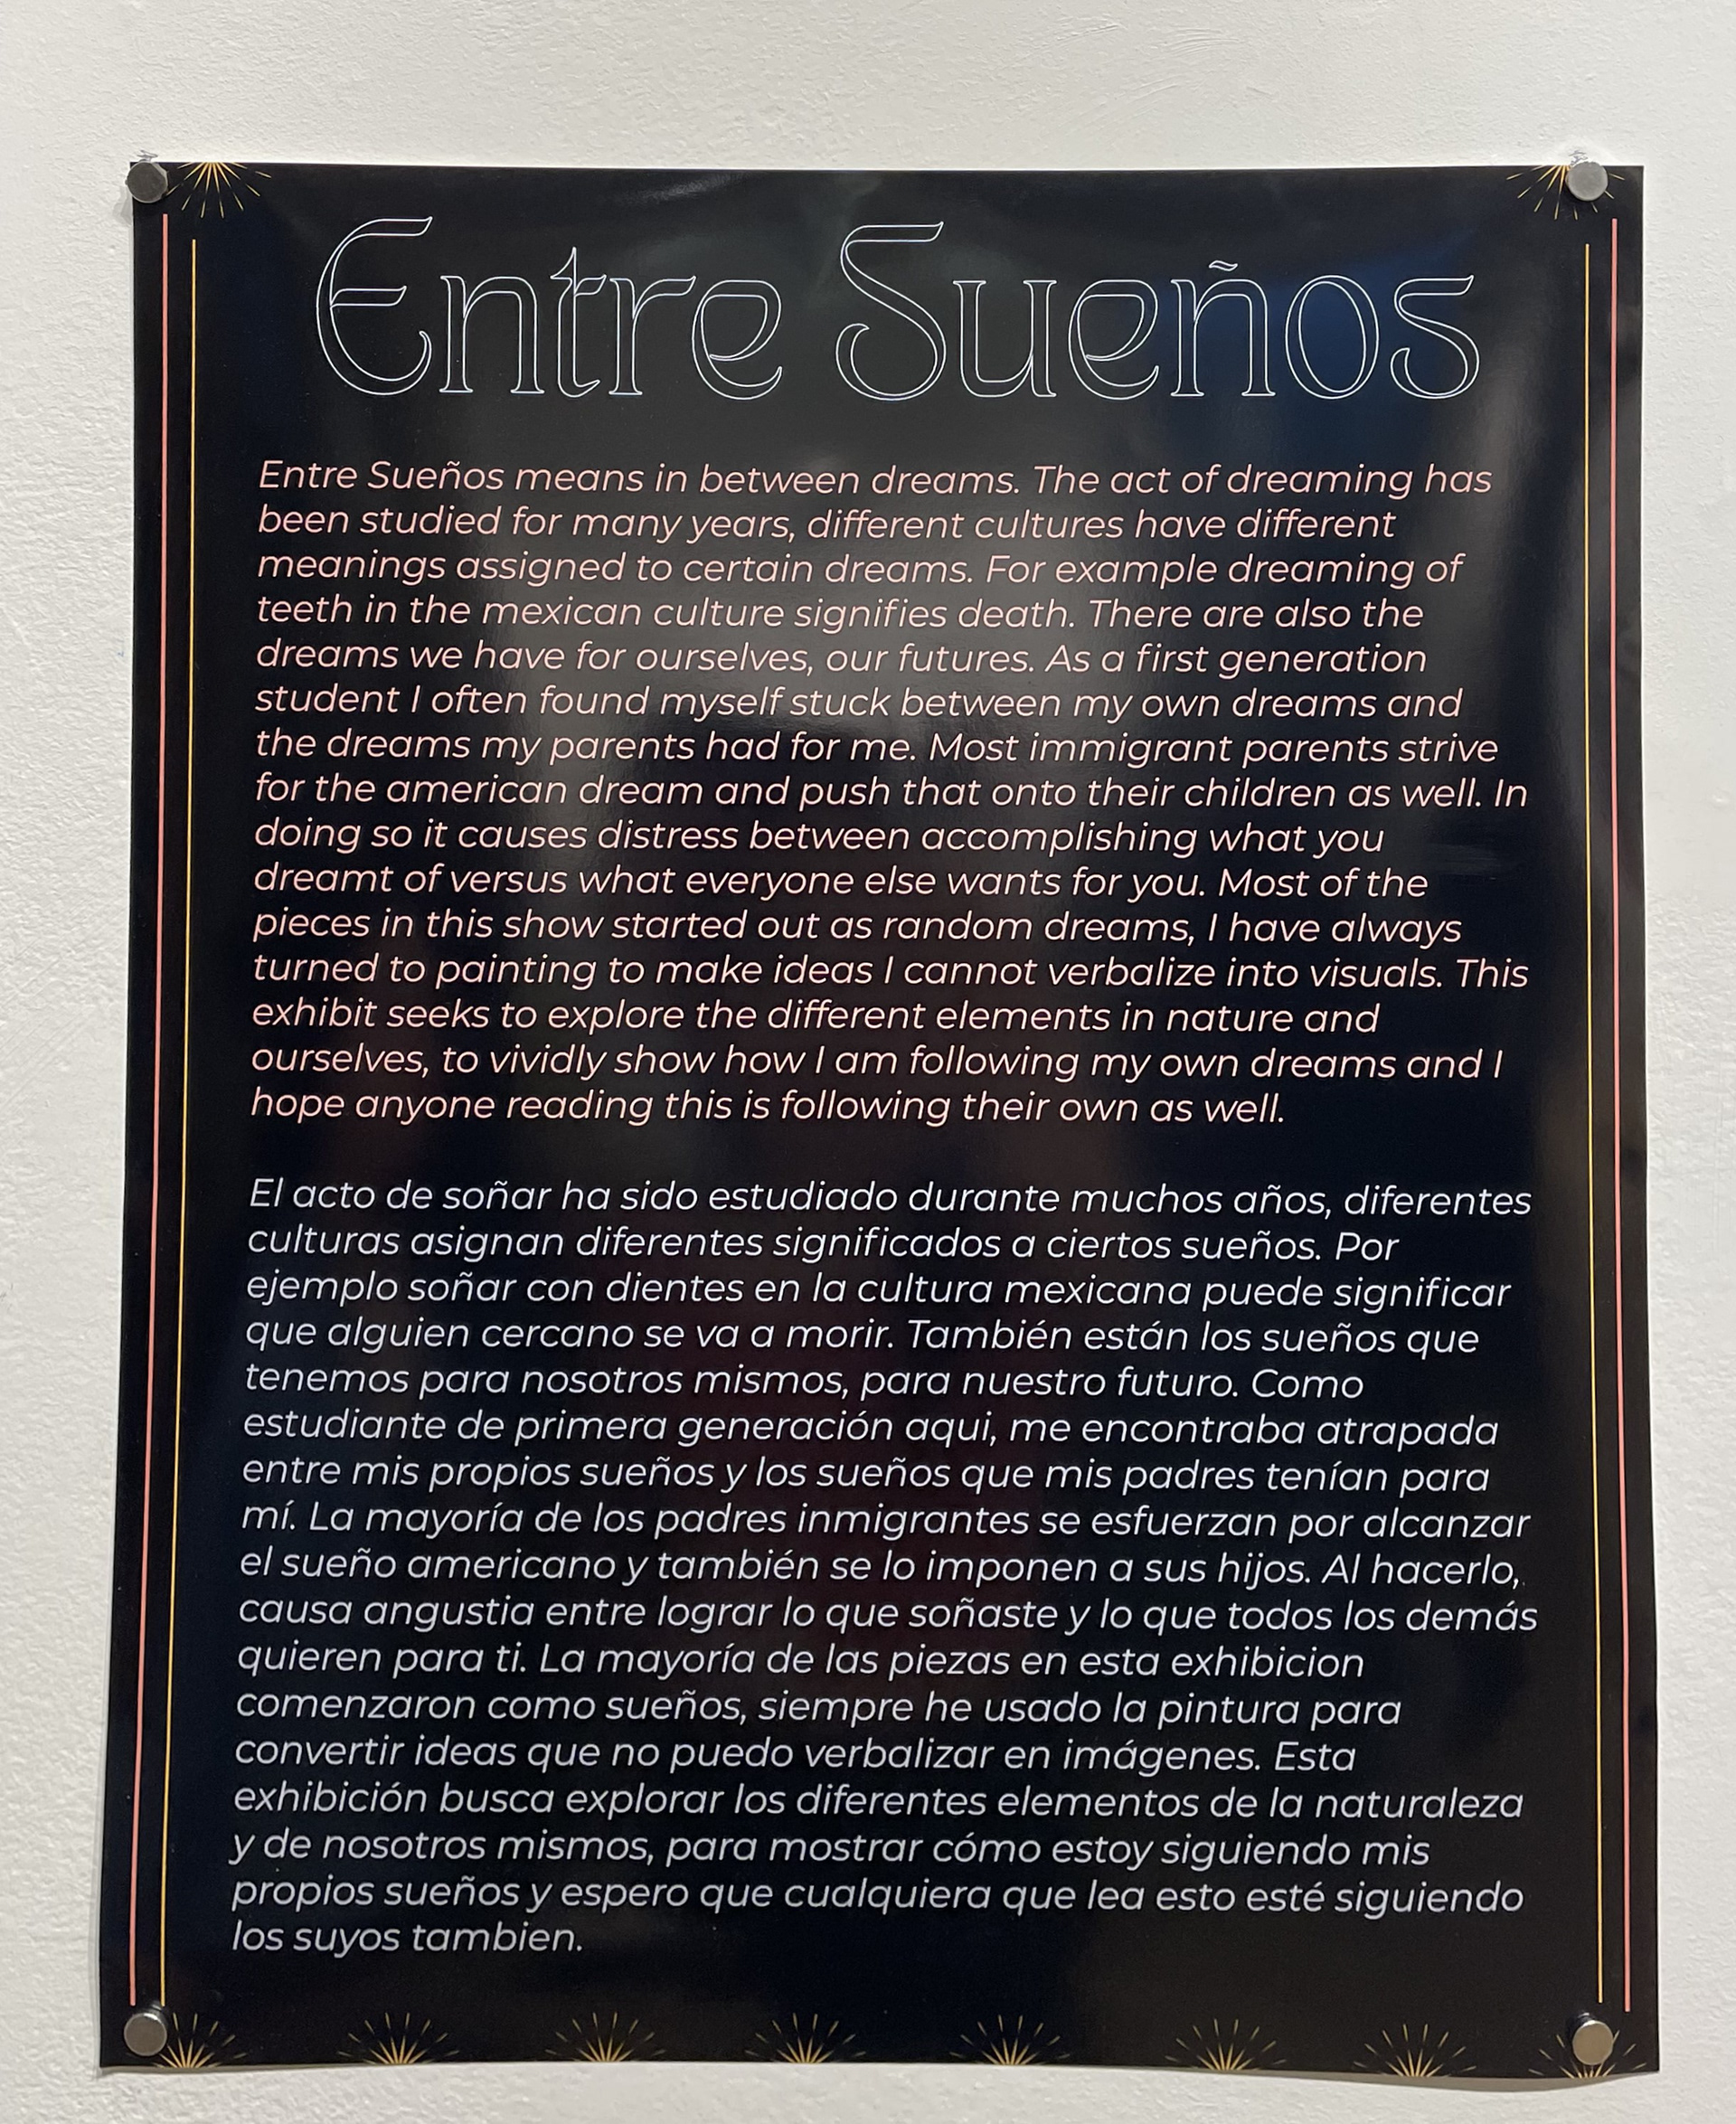 Entre Sueños
Entre Sueños means in between dreams. The act of dreaming has
been studied for many years, different cultures have different
meanings assigned to certain dreams. For example dreaming of
teeth in the mexican culture signifies death. There are also the
dreams we have for ourselves, our futures. As a first generation
student I often found myself stuck between my own dreams and
the dreams my parents had for me. Most immigrant parents strive
for the american dream and push that onto their children as well. In
doing so it causes distress between accomplishing what you
dreamt of versus what everyone else wants for you. Most of the
pieces in this show started out as random dreams, I have always
turned to painting to make ideas I cannot verbalize into visuals. This
exhibit seeks to explore the different elements in nature and
ourselves, to vividly show how I am following my own dreams and I
hope anyone reading this is following their own as well.
El acto de soñar ha sido estudiado durante muchos años, diferentes
culturas asignan diferentes significados a ciertos sueños. Por
ejemplo soñar con dientes en la cultura mexicana puede significar
que alguien cercano se va a morir. También están los sueños que
tenemos para nosotros mismos, para nuestro futuro. Como
estudiante de primera generación aqui, me encontraba atrapada
entre mis propios sueños y los sueños que mis padres tenían para
mí. La mayoría de los padres inmigrantes se esfuerzan por alcanzar
el sueño americano y también se lo imponen a sus hijos. Al hacerlo,
causa angustia entre lograr lo que soñaste y lo que todos los demás
quieren para ti. La mayoría de las piezas en esta exhibicion
comenzaron como sueños, siempre he usado la pintura para
convertir ideas que no puedo verbalizar en imágenes. Esta
exhibición busca explorar los diferentes elementos de la naturaleza
y de nosotros mismos, para mostrar cómo estoy siguiendo mis
propios sueños y espero que cualquiera que lea esto esté siguiendo
los suyos tambien.